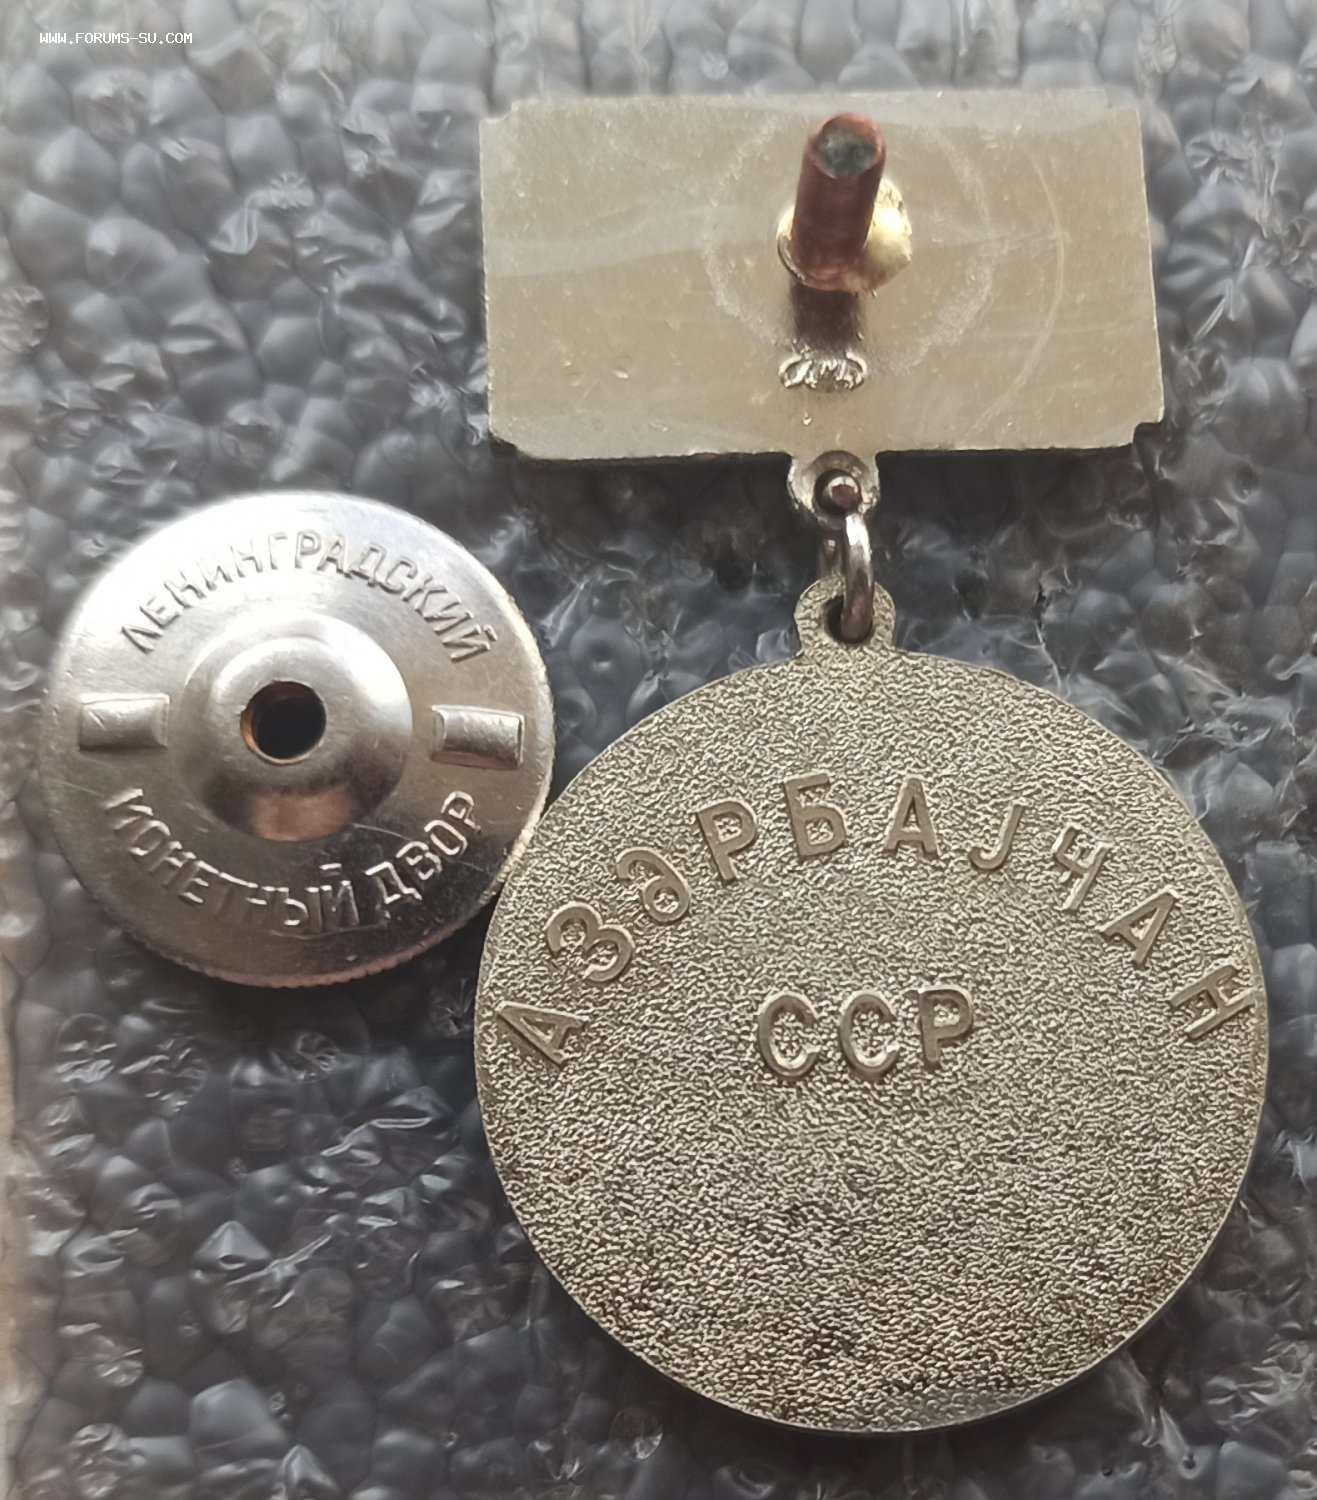 WWW.FORUMS-SU.COM
ЛЕНИНГРАДСКИЙ
МОНЕТНЫЙ ДВОР
АЗӘРБАЈҸАН
ССР